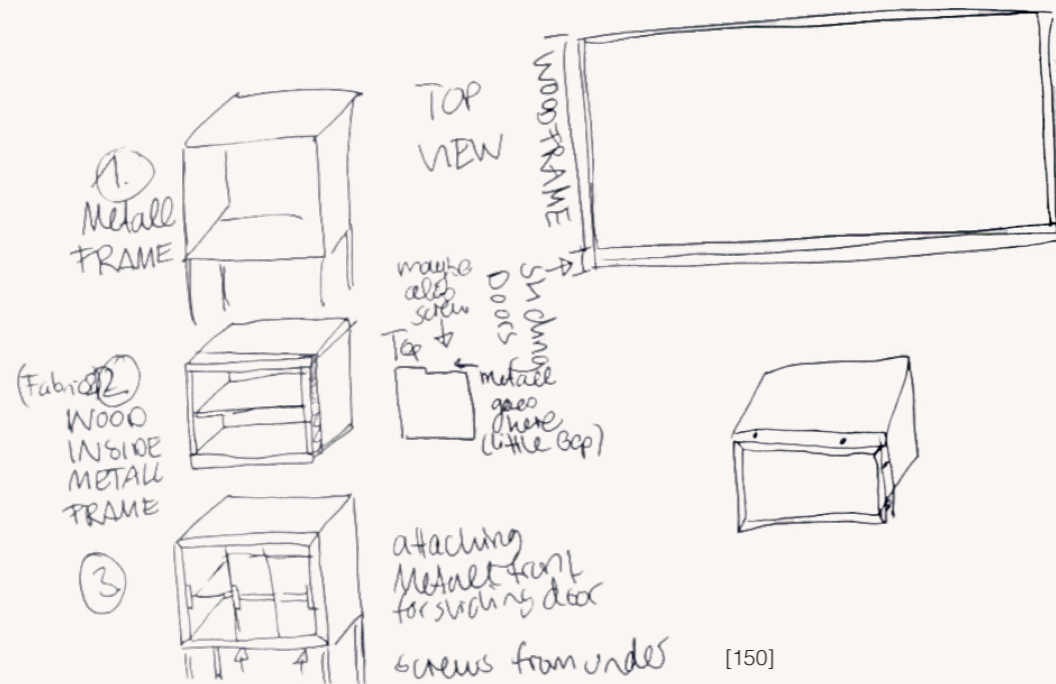 1.
Metall
FRAME
TOP
VIEW
WOODFRAME
Sliding
Doors
maybe
also
screw
Top
metall
goes
here
(little Gap)
2
WOOD
INSIDE
METALL
FRAME
3
attaching
Metall front
for sliding door
screws from under
[150]